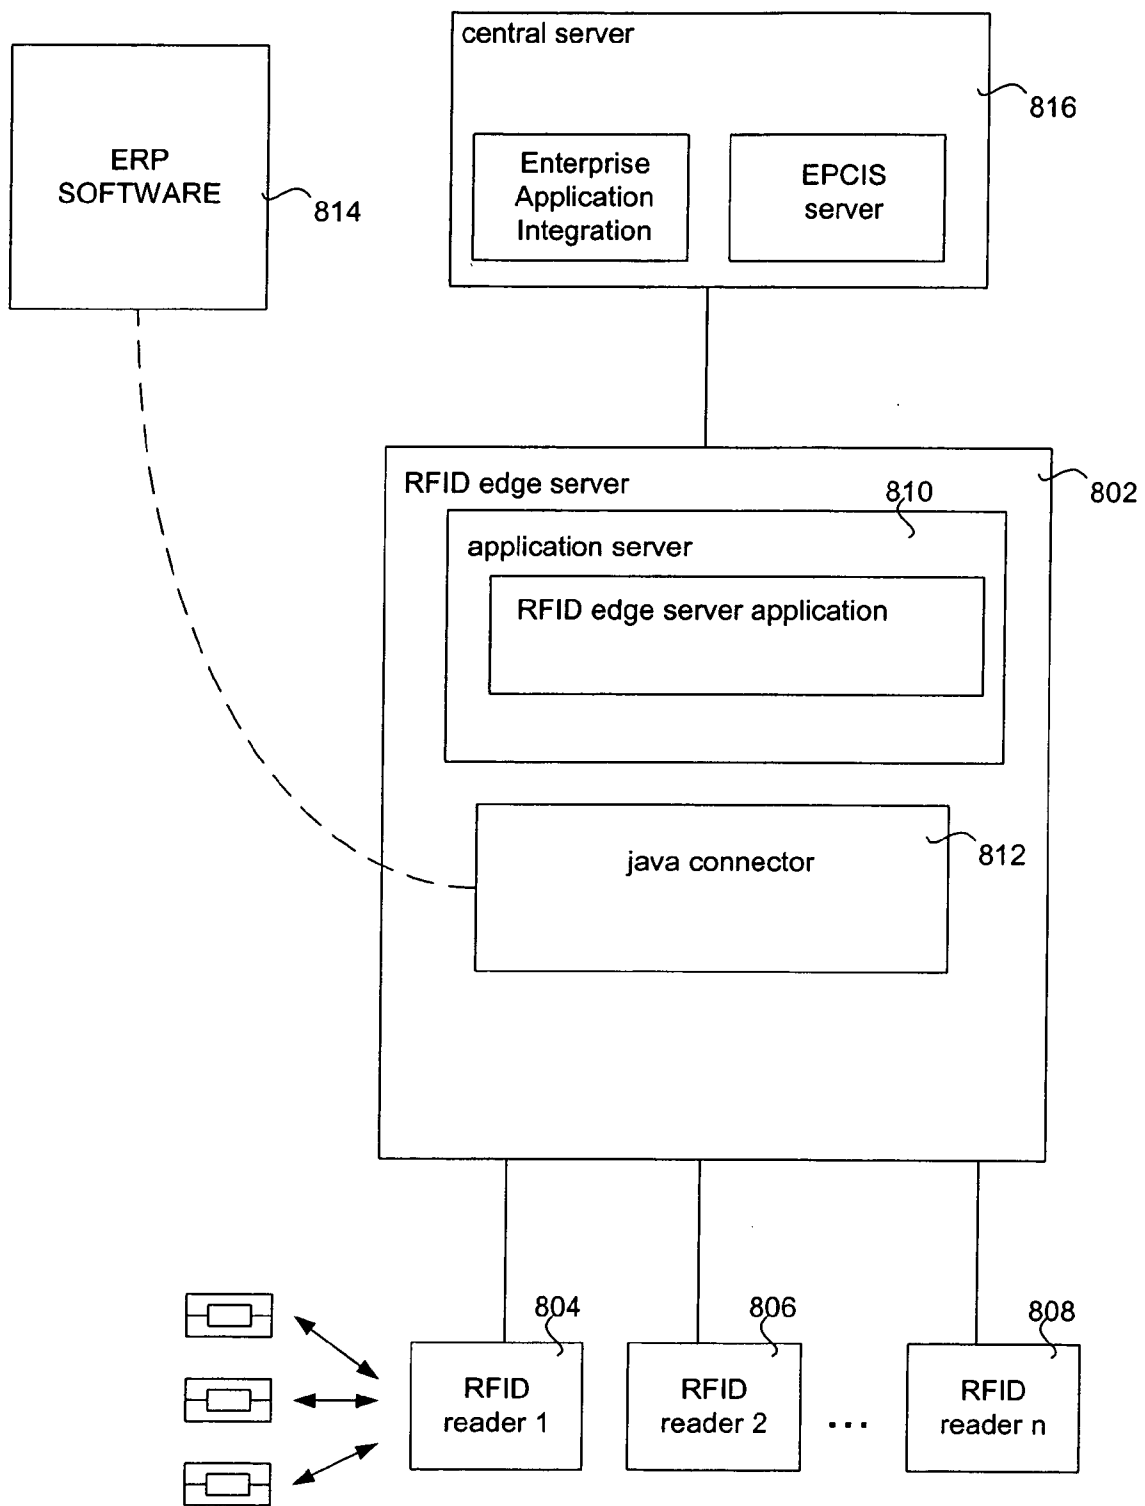 central server
816
ERP
SOFTWARE
814
Enterprise
Application
Integration
EPCIS
server
RFID edge server
802
810
application server
RFID edge server application
java connector
812
804
806
808
RFID
reader 1
RFID
reader 2
...
RFID
reader n